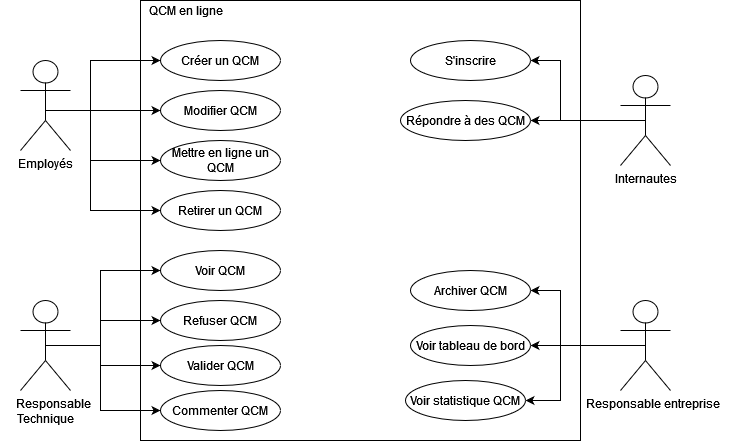 QCM en ligne
Créer un QCM
Modifier QCM
Mettre en ligne un
QCM
Retirer un QCM
Employés
S'inscrire
Répondre à des QCM
Internautes
Voir QCM
Refuser QCM
Valider QCM
Commenter QCM
Responsable
Technique
Archiver QCM
Voir tableau de bord
Voir statistique QCM
Responsable entreprise